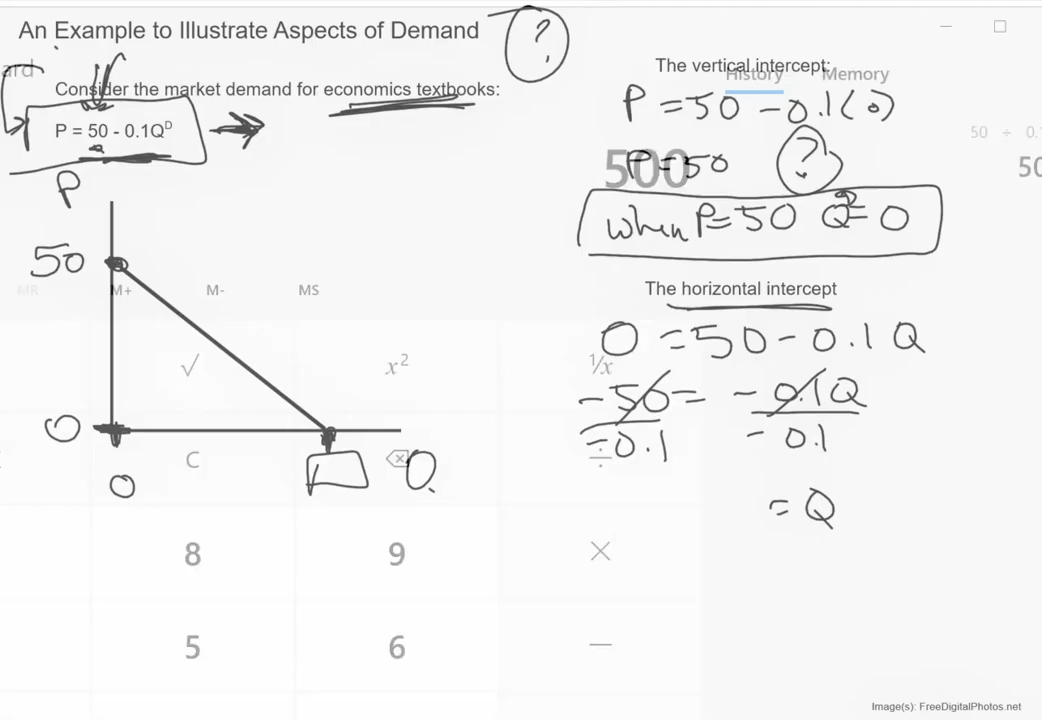 An Example to Illustrate Aspects of Demand
?
ard
Consider the market demand for economics textbooks:
P = 50 - 0.1Qᴰ
P
50
0
0
Q
The vertical intercept:
History
Memory
P = 50 - 0.1(0)
50 ÷ 0.
P = 50
?
500
50
when P = 50 Qᴰ = 0
The horizontal intercept
0 = 50 - 0.1 Q
-50 = -0.1Q
-0.1 -0.1
= Q
MR M+ M- MS
√ x² ¹/x
C ⌫ ÷
8 9 ×
5 6 −
Image(s): FreeDigitalPhotos.net